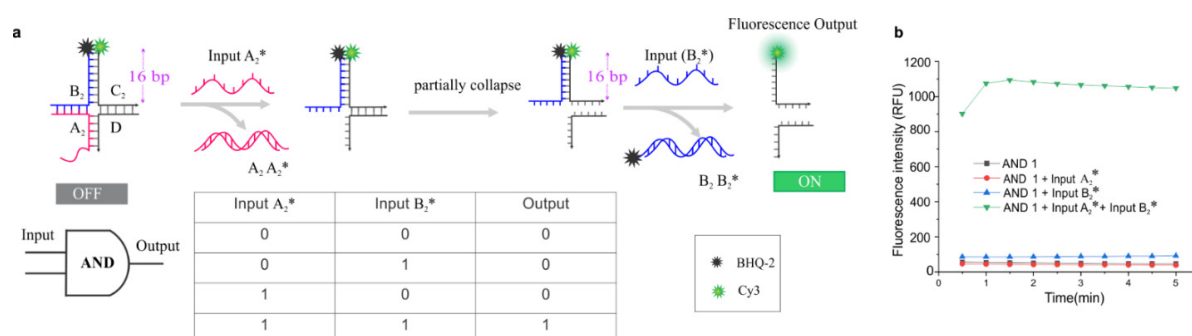 a
Input A₂*
16 bp
B₂
C₂
A₂
D
A₂ A₂*
OFF
partially collapse
16 bp
Input (B₂*)
B₂ B₂*
Fluorescence Output
ON
Input
AND
Output
Input A₂* Input B₂* Output
0 0 0
0 1 0
1 0 0
1 1 1
BHQ-2
Cy3
b
Fluorescence intensity (RFU)
1200
1000
800
600
400
200
0
AND 1
AND 1 + Input A₂*
AND 1 + Input B₂*
AND 1 + Input A₂* + Input B₂*
0 1 2 3 4 5
Time(min)